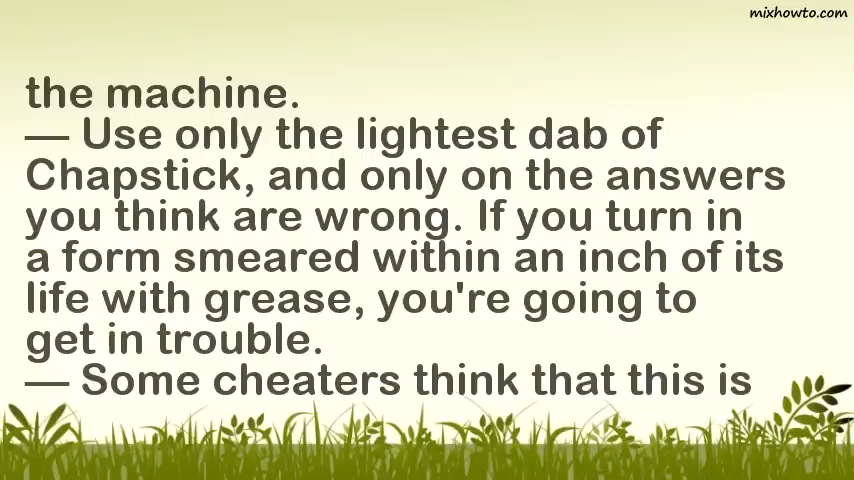 mixhowto.com
the machine.
— Use only the lightest dab of
Chapstick, and only on the answers
you think are wrong. If you turn in
a form smeared within an inch of its
life with grease, you're going to
get in trouble.
— Some cheaters think that this is